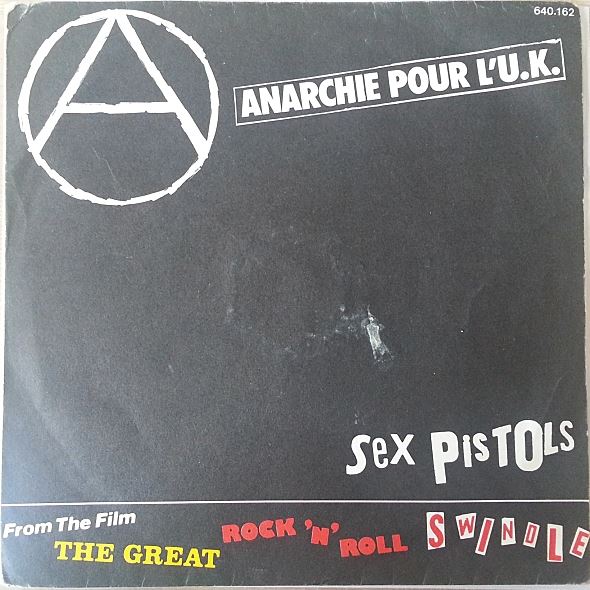 640.162
A
ANARCHIE POUR L'U.K.
Sex PISTOLS
From The Film
THE GREAT ROCK 'N' ROLL SWINDLE